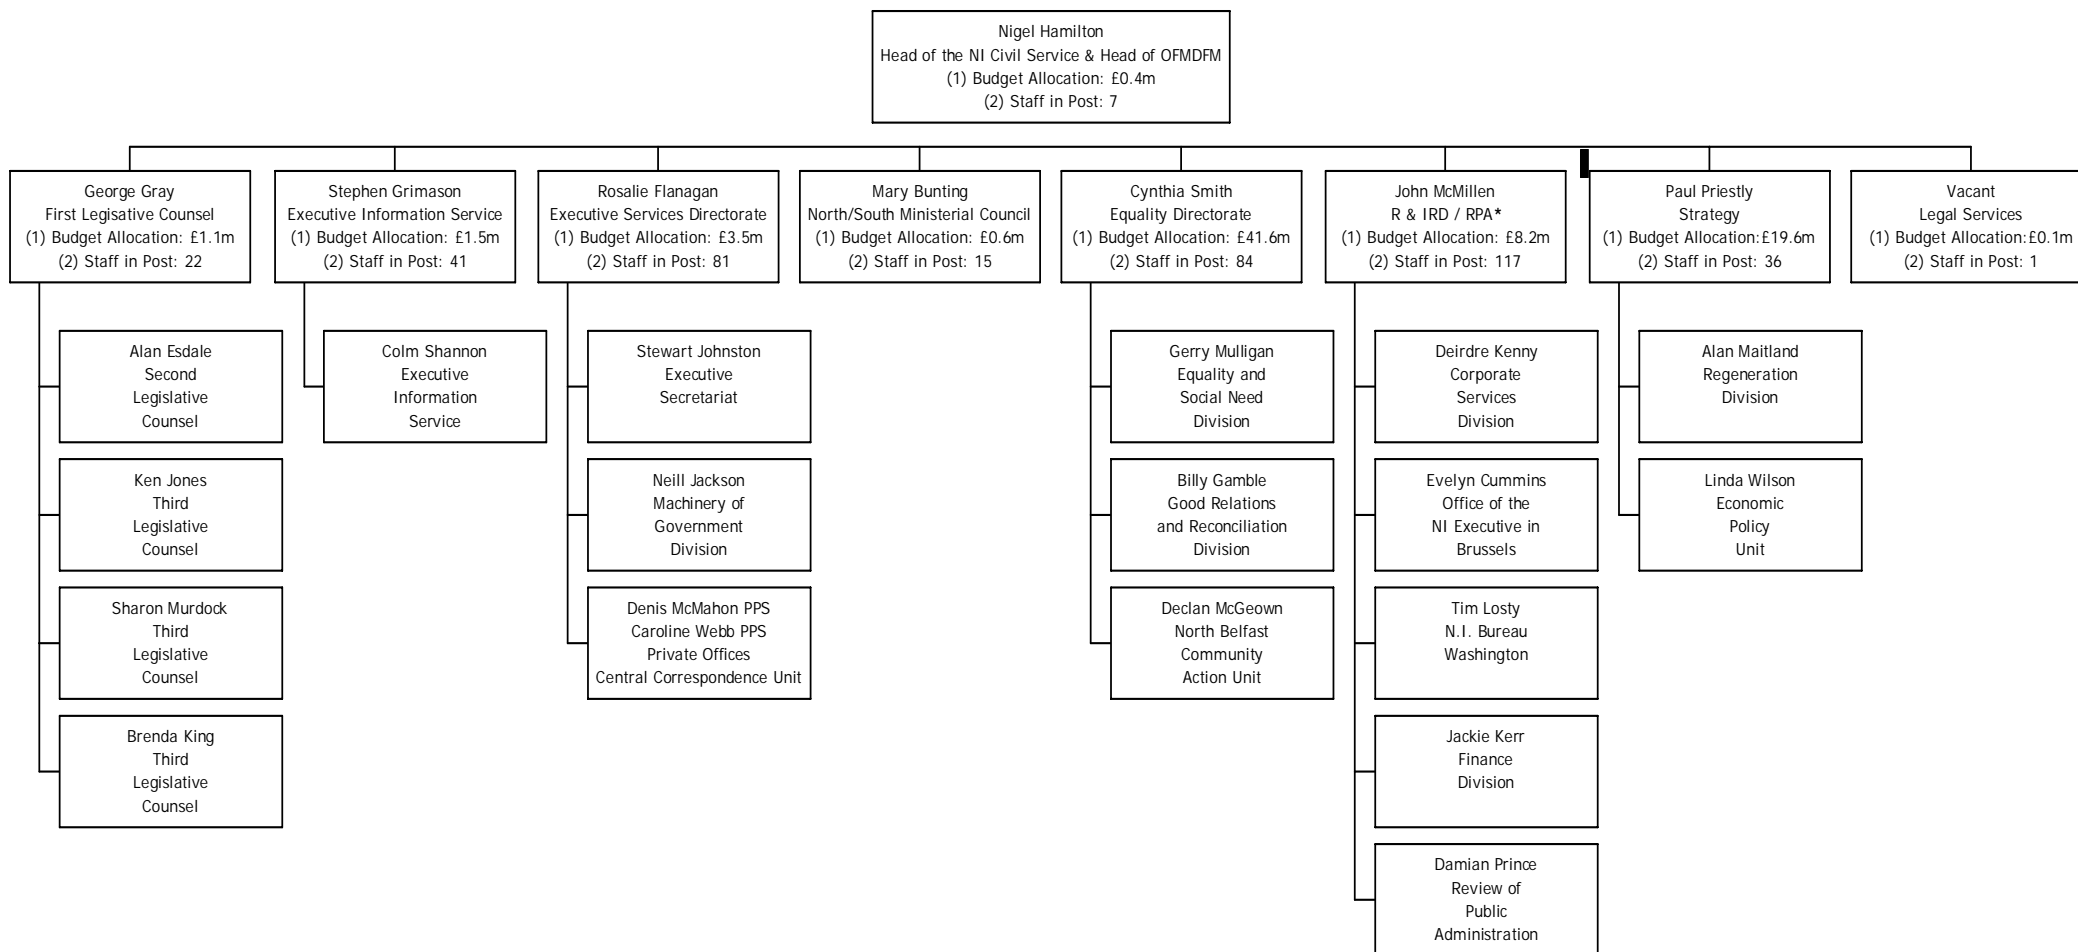 Nigel Hamilton
Head of the NI Civil Service & Head of OFMDFM
(1) Budget Allocation: £0.4m
(2) Staff in Post: 7
George Gray
First Legisative Counsel
(1) Budget Allocation: £1.1m
(2) Staff in Post: 22
Alan Esdale
Second
Legislative
Counsel
Ken Jones
Third
Legislative
Counsel
Sharon Murdock
Third
Legislative
Counsel
Brenda King
Third
Legislative
Counsel
Stephen Grimason
Executive Information Service
(1) Budget Allocation: £1.5m
(2) Staff in Post: 41
Colm Shannon
Executive
Information
Service
Rosalie Flanagan
Executive Services Directorate
(1) Budget Allocation: £3.5m
(2) Staff in Post: 81
Stewart Johnston
Executive
Secretariat
Neill Jackson
Machinery of
Government
Division
Denis McMahon PPS
Caroline Webb PPS
Private Offices
Central Correspondence Unit
Mary Bunting
North/South Ministerial Council
(1) Budget Allocation: £0.6m
(2) Staff in Post: 15
Cynthia Smith
Equality Directorate
(1) Budget Allocation: £41.6m
(2) Staff in Post: 84
Gerry Mulligan
Equality and
Social Need
Division
Billy Gamble
Good Relations
and Reconciliation
Division
Declan McGeown
North Belfast
Community
Action Unit
John McMillen
R & IRD / RPA*
(1) Budget Allocation: £8.2m
(2) Staff in Post: 117
Deirdre Kenny
Corporate
Services
Division
Evelyn Cummins
Office of the
NI Executive in
Brussels
Tim Losty
N.I. Bureau
Washington
Jackie Kerr
Finance
Division
Damian Prince
Review of
Public
Administration
Paul Priestly
Strategy
(1) Budget Allocation:£19.6m
(2) Staff in Post: 36
Alan Maitland
Regeneration
Division
Linda Wilson
Economic
Policy
Unit
Vacant
Legal Services
(1) Budget Allocation:£0.1m
(2) Staff in Post: 1